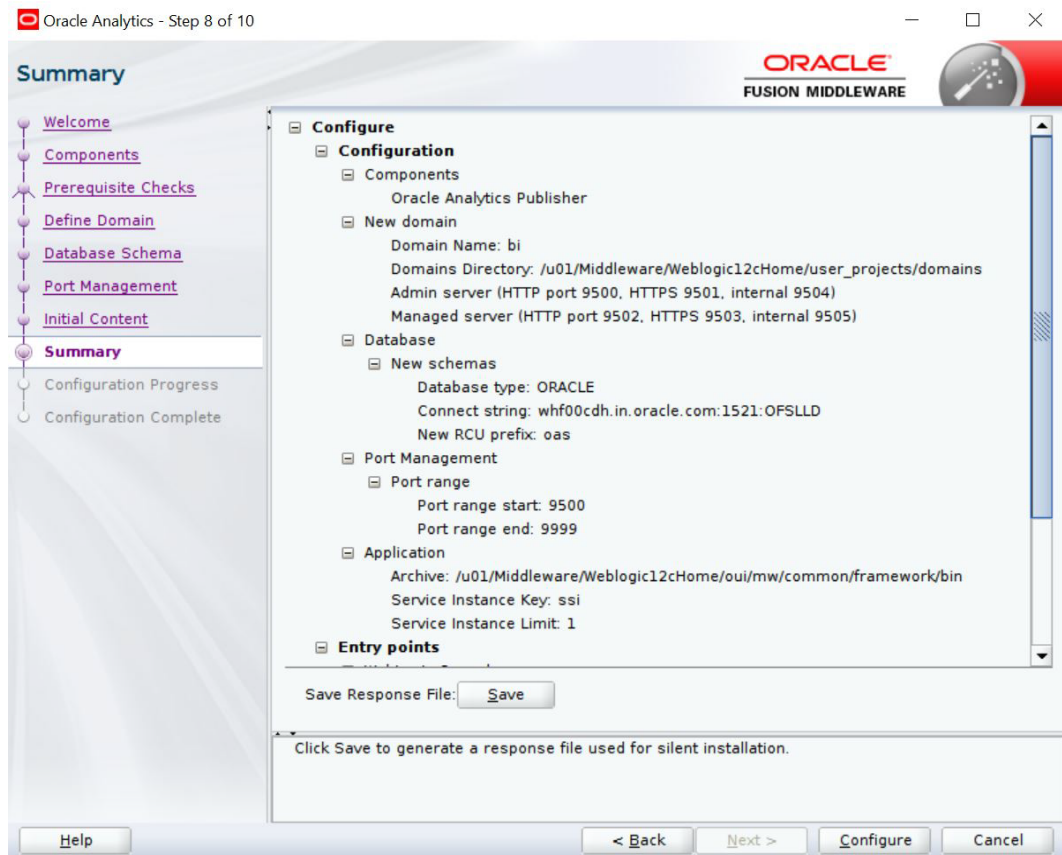 Oracle Analytics - Step 8 of 10
Summary
ORACLE
FUSION MIDDLEWARE
Welcome
Components
Prerequisite Checks
Define Domain
Database Schema
Port Management
Initial Content
Summary
Configuration Progress
Configuration Complete
Configure
Configuration
Components
Oracle Analytics Publisher
New domain
Domain Name: bi
Domains Directory: /u01/Middleware/Weblogic12cHome/user_projects/domains
Admin server (HTTP port 9500, HTTPS 9501, internal 9504)
Managed server (HTTP port 9502, HTTPS 9503, internal 9505)
Database
New schemas
Database type: ORACLE
Connect string: whf00cdh.in.oracle.com:1521:OFSLLD
New RCU prefix: oas
Port Management
Port range
Port range start: 9500
Port range end: 9999
Application
Archive: /u01/Middleware/Weblogic12cHome/oui/mw/common/framework/bin
Service Instance Key: ssi
Service Instance Limit: 1
Entry points
Save Response File: Save
Click Save to generate a response file used for silent installation.
Help < Back Next > Configure Cancel